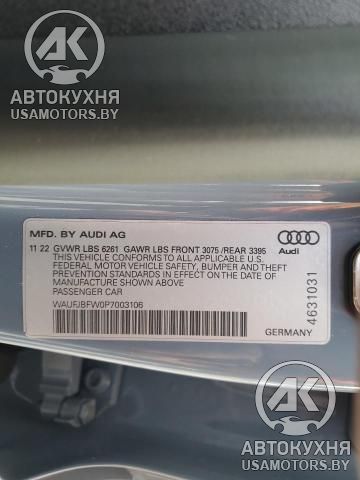 АК
АВТОКУХНЯ
USAMOTORS.BY
MFD. BY AUDI AG
11 22 GVWR LBS 6261 GAWR LBS FRONT 3075 /REAR 3395
THIS VEHICLE CONFORMS TO ALL APPLICABLE U.S.
FEDERAL MOTOR VEHICLE SAFETY, BUMPER AND THEFT
PREVENTION STANDARDS IN EFFECT ON THE DATE OF
MANUFACTURE SHOWN ABOVE
PASSENGER CAR
WAUFJBFW0P7003106
Audi
4631031
GERMANY
АК
АВТОКУХНЯ
USAMOTORS.BY